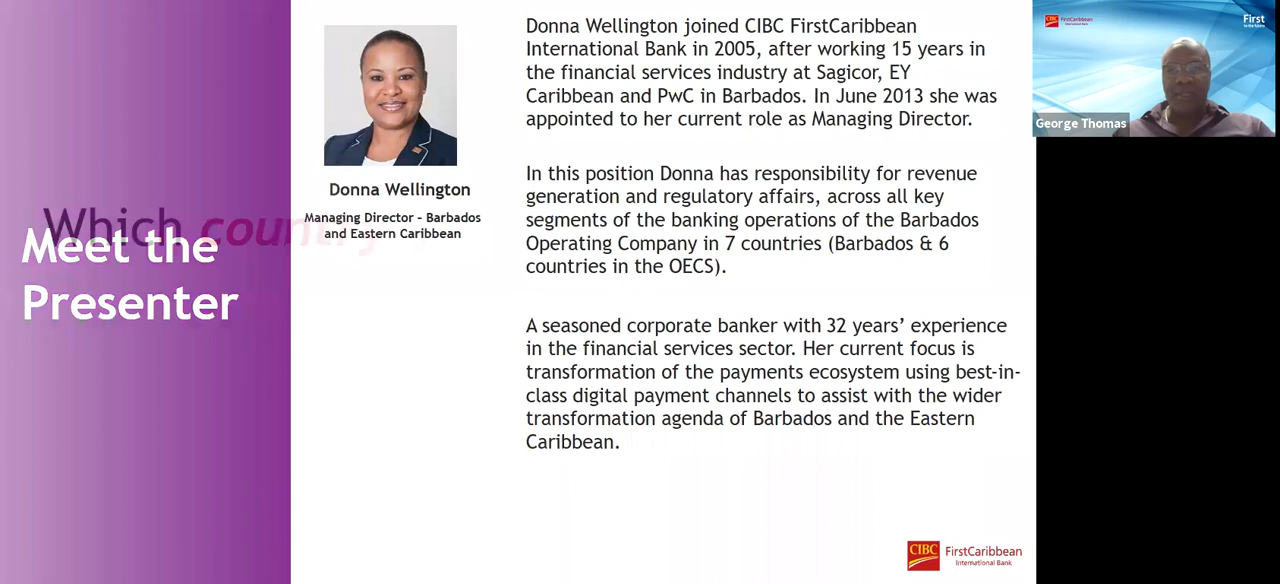 Which country
Meet the
Presenter
Donna Wellington
Managing Director – Barbados
and Eastern Caribbean
Donna Wellington joined CIBC FirstCaribbean
International Bank in 2005, after working 15 years in
the financial services industry at Sagicor, EY
Caribbean and PwC in Barbados. In June 2013 she was
appointed to her current role as Managing Director.
In this position Donna has responsibility for revenue
generation and regulatory affairs, across all key
segments of the banking operations of the Barbados
Operating Company in 7 countries (Barbados & 6
countries in the OECS).
A seasoned corporate banker with 32 years’ experience
in the financial services sector. Her current focus is
transformation of the payments ecosystem using best-in-
class digital payment channels to assist with the wider
transformation agenda of Barbados and the Eastern
Caribbean.
CIBC FirstCaribbean
International Bank
CIBC FirstCaribbean
International Bank
First
George Thomas